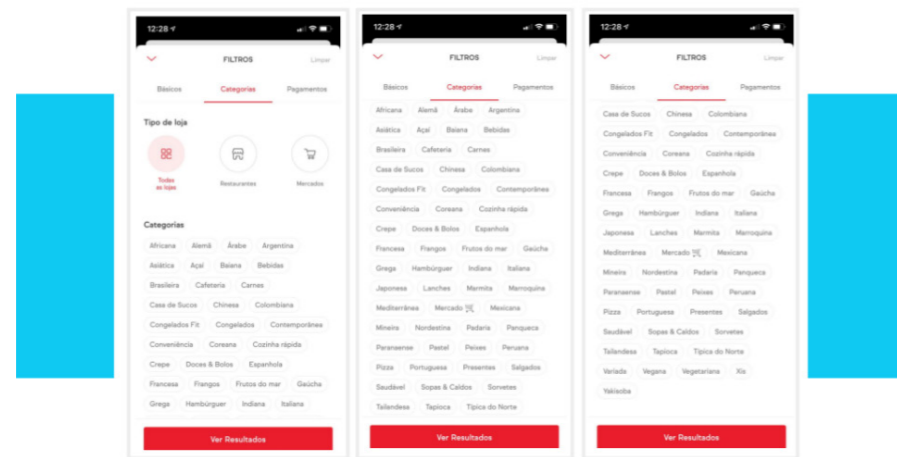 12:28
FILTROS Limpar
Básicos Categorias Pagamentos
Tipo de loja
Todas as lojas
Restaurantes
Mercados
Categorias
Africana Alemã Árabe Argentina
Asiática Açaí Baiana Bebidas
Brasileira Cafeteria Carnes
Casa de Sucos Chinesa Colombiana
Congelados Fit Congelados Contemporânea
Conveniência Coreana Cozinha rápida
Crepe Doces & Bolos Espanhola
Francesa Frangos Frutos do mar Gaúcha
Grega Hambúrguer Indiana Italiana
Ver Resultados
12:28
FILTROS Limpar
Básicos Categorias Pagamentos
Africana Alemã Árabe Argentina
Asiática Açaí Baiana Bebidas
Brasileira Cafeteria Carnes
Casa de Sucos Chinesa Colombiana
Congelados Fit Congelados Contemporânea
Conveniência Coreana Cozinha rápida
Crepe Doces & Bolos Espanhola
Francesa Frangos Frutos do mar Gaúcha
Grega Hambúrguer Indiana Italiana
Japonesa Lanches Marmita Marroquina
Mediterrânea Mercado Mexicana
Mineira Nordestina Padaria Panqueca
Paranaense Pastel Peixes Peruana
Pizza Portuguesa Presentes Salgados
Saudável Sopas & Caldos Sorvetes
Tailandesa Tapioca Típica do Norte
Ver Resultados
12:28
FILTROS Limpar
Básicos Categorias Pagamentos
Casa de Sucos Chinesa Colombiana
Congelados Fit Congelados Contemporânea
Conveniência Coreana Cozinha rápida
Crepe Doces & Bolos Espanhola
Francesa Frangos Frutos do mar Gaúcha
Grega Hambúrguer Indiana Italiana
Japonesa Lanches Marmita Marroquina
Mediterrânea Mercado Mexicana
Mineira Nordestina Padaria Panqueca
Paranaense Pastel Peixes Peruana
Pizza Portuguesa Presentes Salgados
Saudável Sopas & Caldos Sorvetes
Tailandesa Tapioca Típica do Norte
Variada Vegana Vegetariana Xis
Yakisoba
Ver Resultados